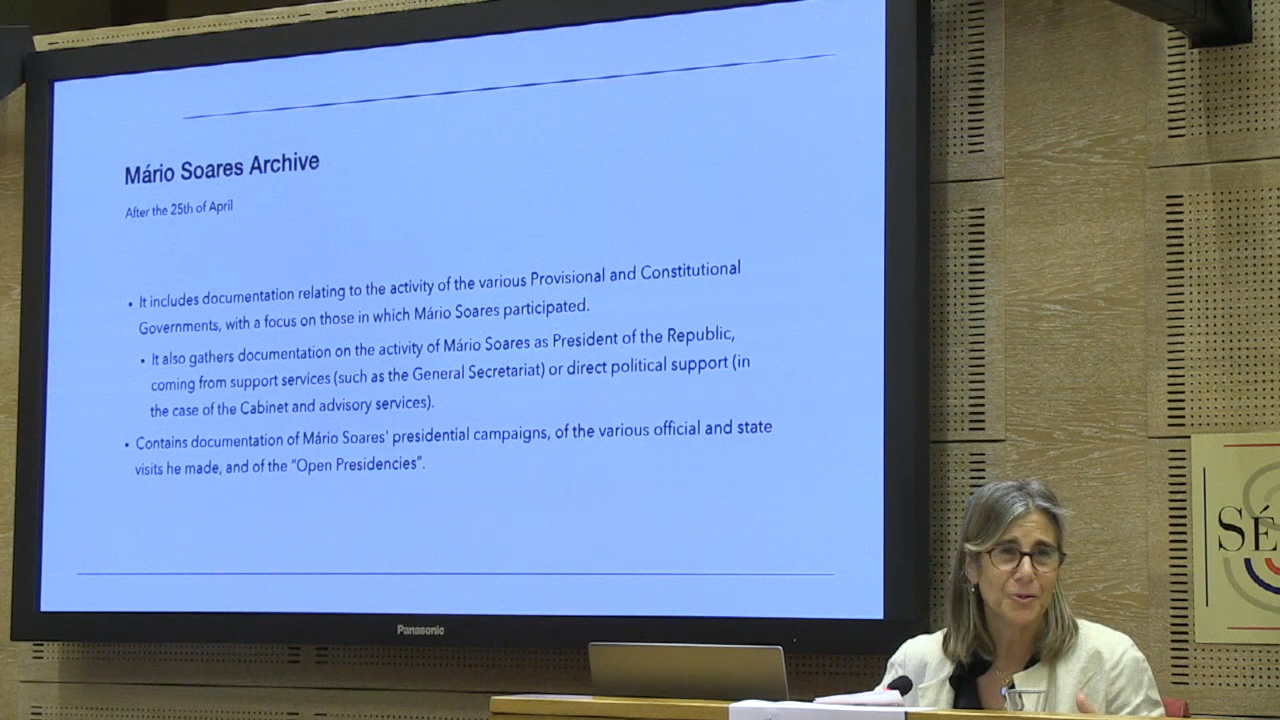 Mário Soares Archive
After the 25th of April
• It includes documentation relating to the activity of the various Provisional and Constitutional
Governments, with a focus on those in which Mário Soares participated.
• It also gathers documentation on the activity of Mário Soares as President of the Republic,
coming from support services (such as the General Secretariat) or direct political support (in
the case of the Cabinet and advisory services).
• Contains documentation of Mário Soares' presidential campaigns, of the various official and state
visits he made, and of the “Open Presidencies”.
Panasonic
SÉ